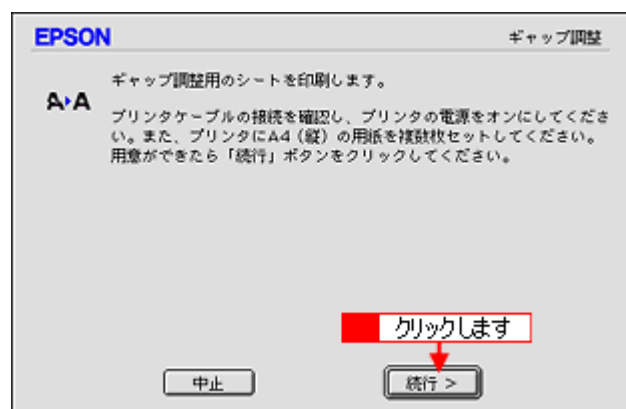 EPSON
ギャップ調整
ギャップ調整用のシートを印刷します。
A▸A
プリンタケーブルの接続を確認し、プリンタの電源をオンにしてくださ
い。また、プリンタにA4（縦）の用紙を複数枚セットしてください。
用意ができたら「続行」ボタンをクリックしてください。
クリックします
中止
続行 >